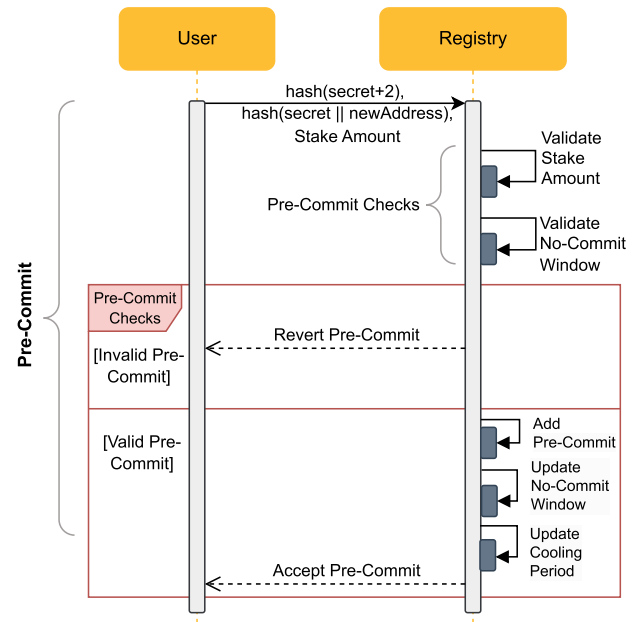 User
Registry
hash(secret+2),
hash(secret || newAddress),
Stake Amount
Validate
Stake
Amount
Pre-Commit Checks
Validate
No-Commit
Window
Pre-Commit
Pre-Commit
Checks
Revert Pre-Commit
[Invalid Pre-
Commit]
[Valid Pre-
Commit]
Add
Pre-Commit
Update
No-Commit
Window
Update
Cooling
Period
Accept Pre-Commit